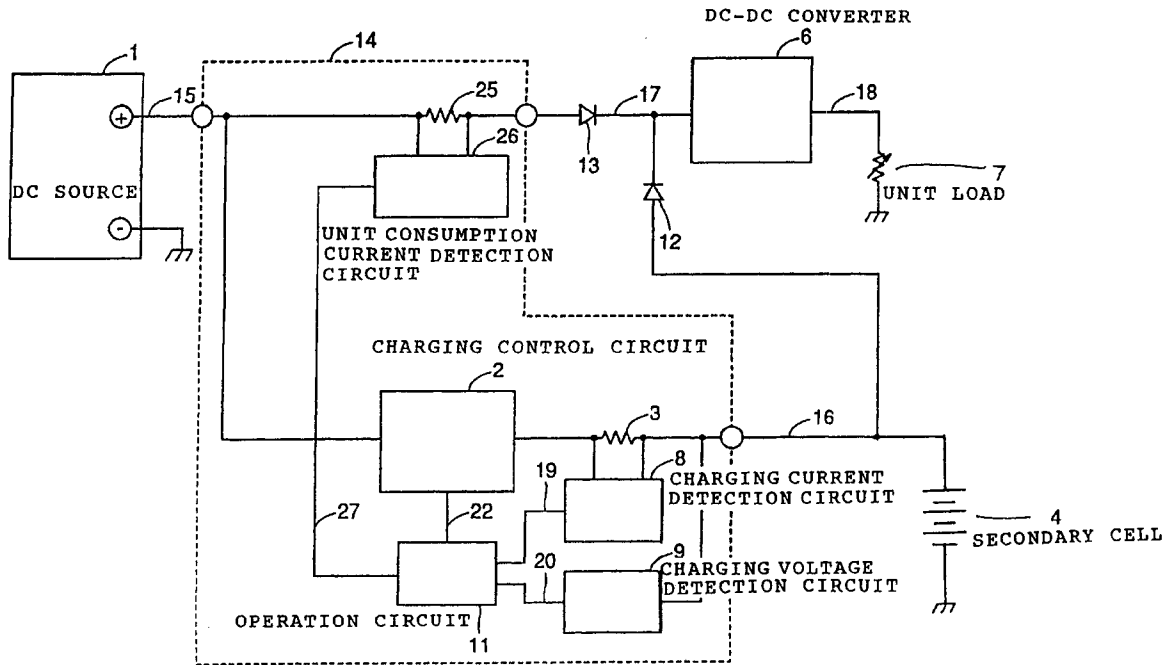 DC-DC CONVERTER
1
14
6
15
25
17
18
+
26
13
7
DC SOURCE
UNIT LOAD
12
-
UNIT CONSUMPTION
CURRENT DETECTION
CIRCUIT
CHARGING CONTROL CIRCUIT
2
3
16
8
CHARGING CURRENT
DETECTION CIRCUIT
19
27
22
4
SECONDARY CELL
9
20
CHARGING VOLTAGE
DETECTION CIRCUIT
OPERATION CIRCUIT
11